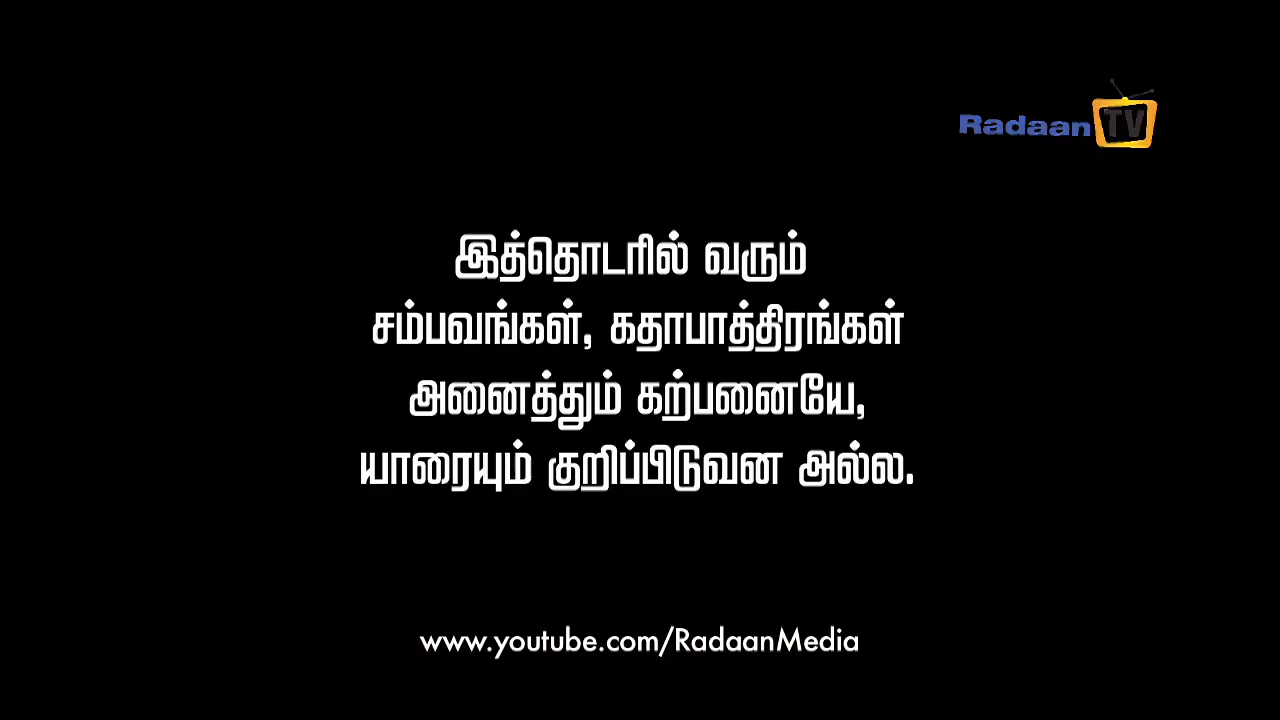 Radaan TV
இத்தொடரில் வரும்
சம்பவங்கள், கதாபாத்திரங்கள்
அனைத்தும் கற்பனையே,
யாரையும் குறிப்பிடுவன அல்ல.
www.youtube.com/RadaanMedia